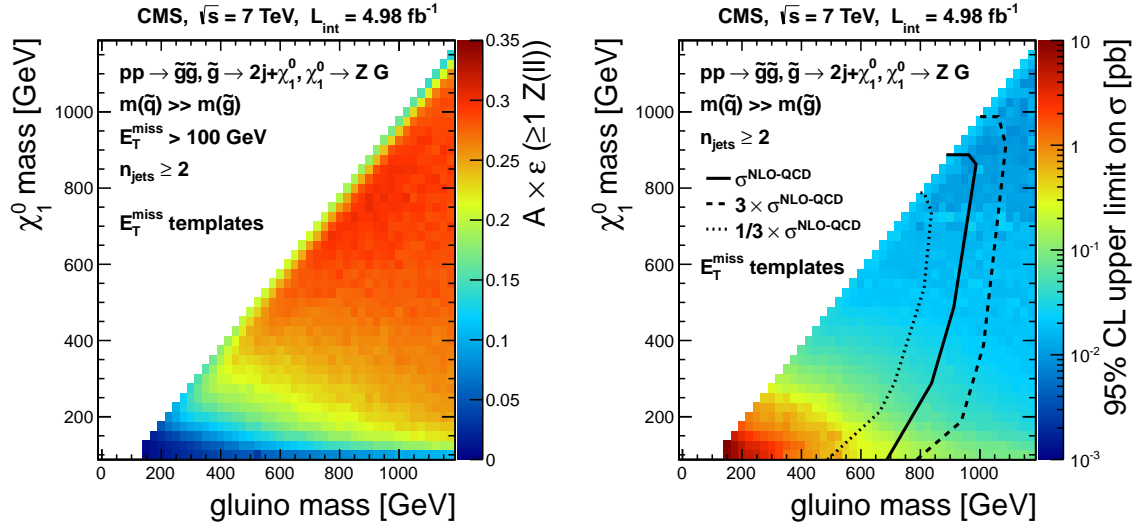 CMS, √s = 7 TeV, L_int = 4.98 fb⁻¹
pp → g̃g̃, g̃ → 2j+χ₁⁰, χ₁⁰ → Z G
m(q̃) >> m(g̃)
E_T^miss > 100 GeV
n_jets ≥ 2
E_T^miss templates
χ₁⁰ mass [GeV]
1000
800
600
400
200
0 200 400 600 800 1000
gluino mass [GeV]
0.35
0.3
0.25
0.2
0.15
0.1
0.05
0
A × ε (≥1 Z(ll))
CMS, √s = 7 TeV, L_int = 4.98 fb⁻¹
pp → g̃g̃, g̃ → 2j+χ₁⁰, χ₁⁰ → Z G
m(q̃) >> m(g̃)
n_jets ≥ 2
σ^NLO-QCD
3 × σ^NLO-QCD
1/3 × σ^NLO-QCD
E_T^miss templates
χ₁⁰ mass [GeV]
1000
800
600
400
200
0 200 400 600 800 1000
gluino mass [GeV]
10
1
10⁻¹
10⁻²
10⁻³
95% CL upper limit on σ [pb]